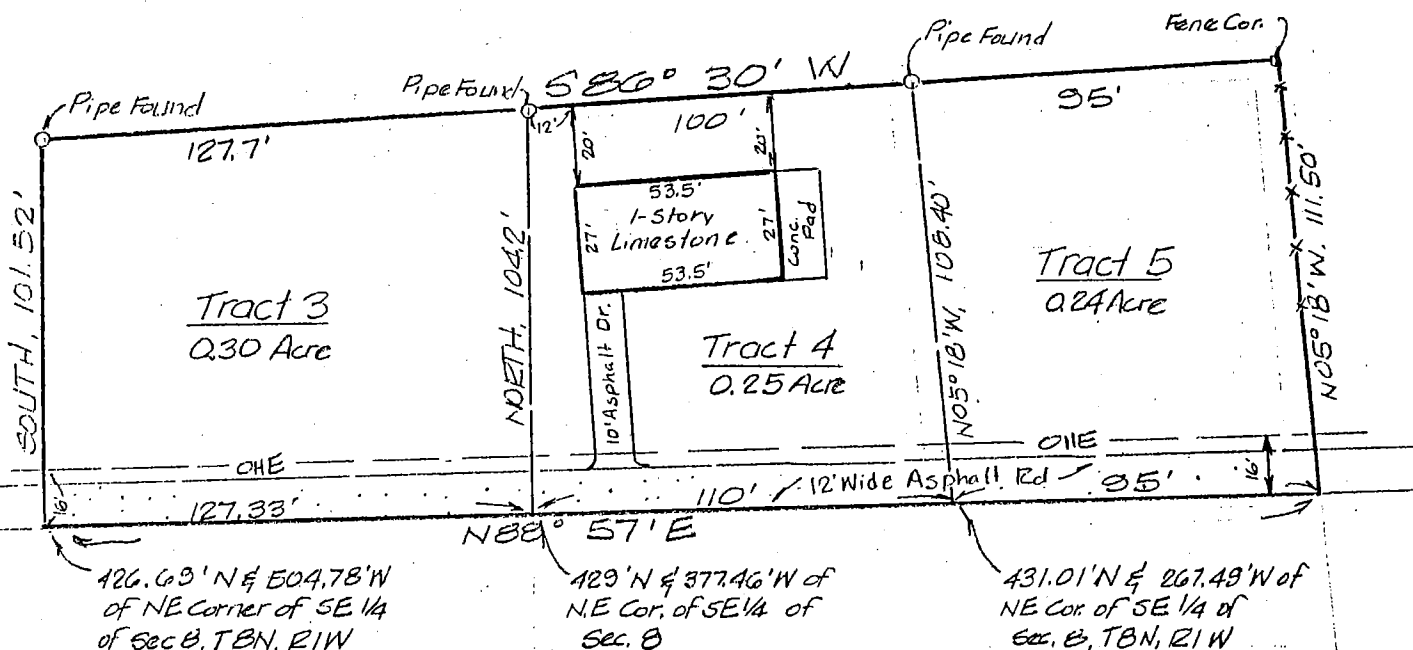 Fence Cor.
Pipe Found
Pipe Found
Pipe Found
S 86° 30' W
127.7'
12'
100'
95'
20'
20'
SOUTH, 101.52'
NORTH, 104.2'
53.5'
1-Story
Limestone
27'
27'
53.5'
Conc.
Pad
N05°18'W, 108.40'
N05°18'W. 111.50'
Tract 3
0.30 Acre
10' Asphalt Dr.
Tract 4
0.25 Acre
Tract 5
0.24 Acre
OHE
OHE
16'
127.33'
110'
12' Wide Asphalt Rd
95'
16'
N88° 57' E
426.69' N & 504.78' W
of NE Corner of SE 1/4
of Sec 8, T8N, R1W
429' N & 377.46' W of
N.E Cor. of SE 1/4 of
Sec. 8
431.01' N & 267.49' W of
NE Cor. of SE 1/4 of
Sec. 8, T8N, R1W